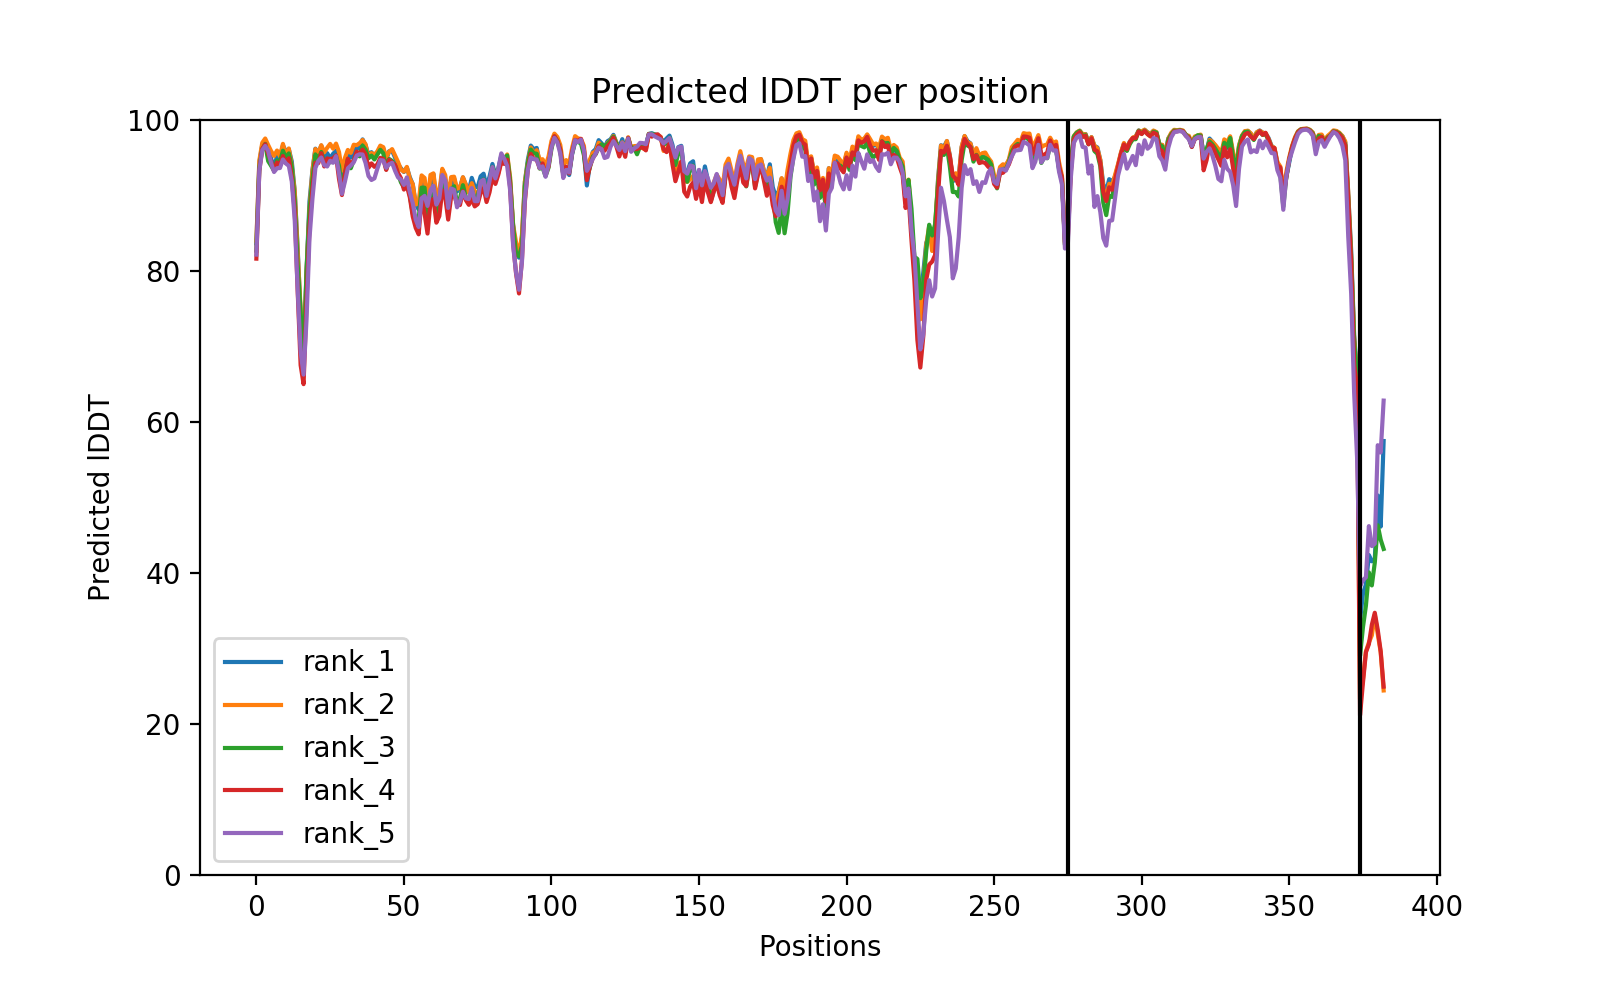 Predicted lDDT per position
100
80
60
40
20
0
Predicted lDDT
rank_1
rank_2
rank_3
rank_4
rank_5
0 50 100 150 200 250 300 350 400
Positions